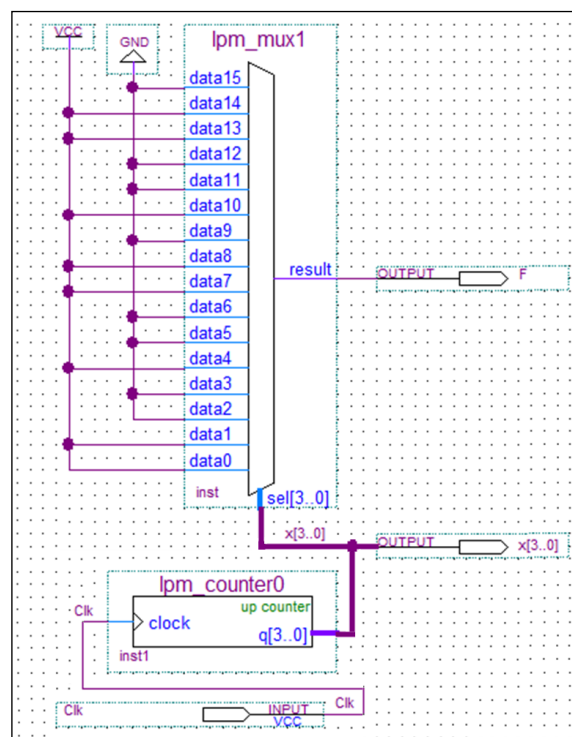 VCC
GND
lpm_mux1
data15
data14
data13
data12
data11
data10
data9
data8
data7
data6
data5
data4
data3
data2
data1
data0
result
OUTPUT
F
inst
sel[3..0]
x[3..0]
OUTPUT
x[3..0]
lpm_counter0
up counter
Clk
clock
q[3..0]
inst1
Clk
INPUT
VCC
Clk